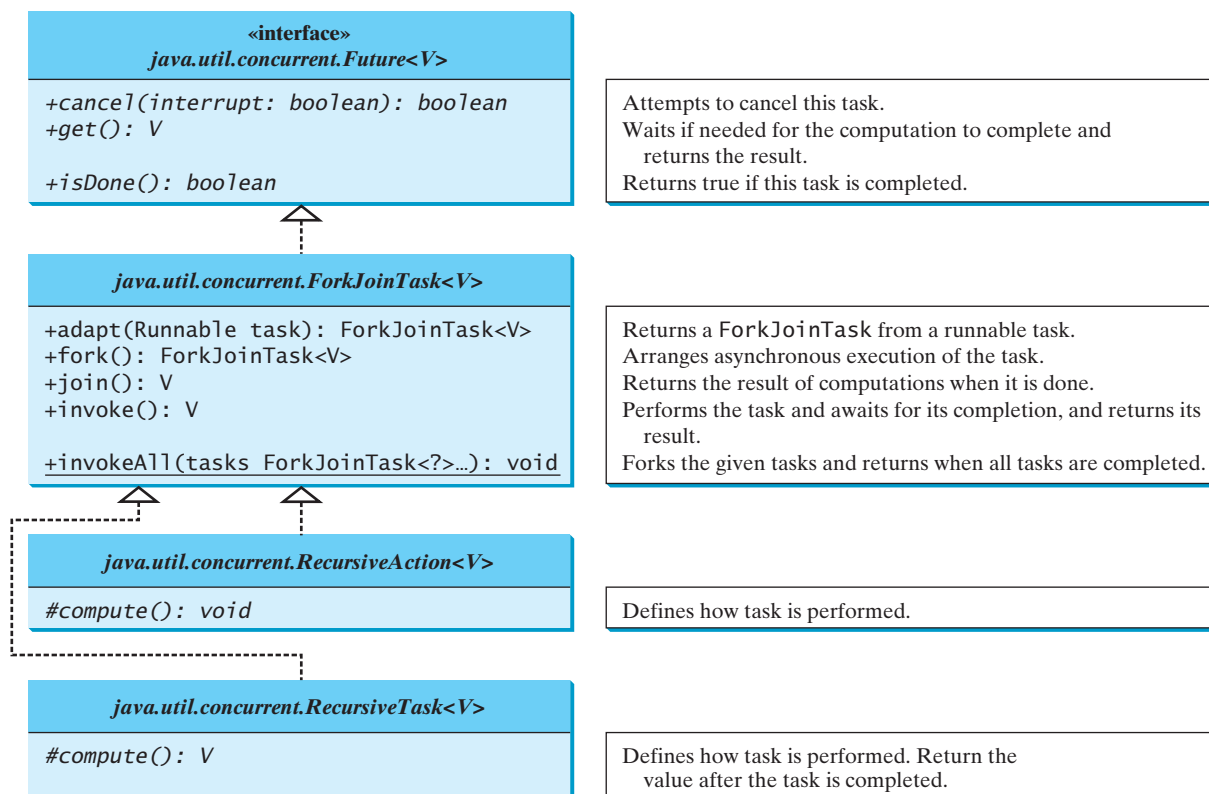 «interface»
java.util.concurrent.Future<V>
+cancel(interrupt: boolean): boolean
+get(): V
+isDone(): boolean
Attempts to cancel this task.
Waits if needed for the computation to complete and
returns the result.
Returns true if this task is completed.
java.util.concurrent.ForkJoinTask<V>
+adapt(Runnable task): ForkJoinTask<V>
+fork(): ForkJoinTask<V>
+join(): V
+invoke(): V
+invokeAll(tasks ForkJoinTask<?>…): void
Returns a ForkJoinTask from a runnable task.
Arranges asynchronous execution of the task.
Returns the result of computations when it is done.
Performs the task and awaits for its completion, and returns its
result.
Forks the given tasks and returns when all tasks are completed.
java.util.concurrent.RecursiveAction<V>
#compute(): void
Defines how task is performed.
java.util.concurrent.RecursiveTask<V>
#compute(): V
Defines how task is performed. Return the
value after the task is completed.